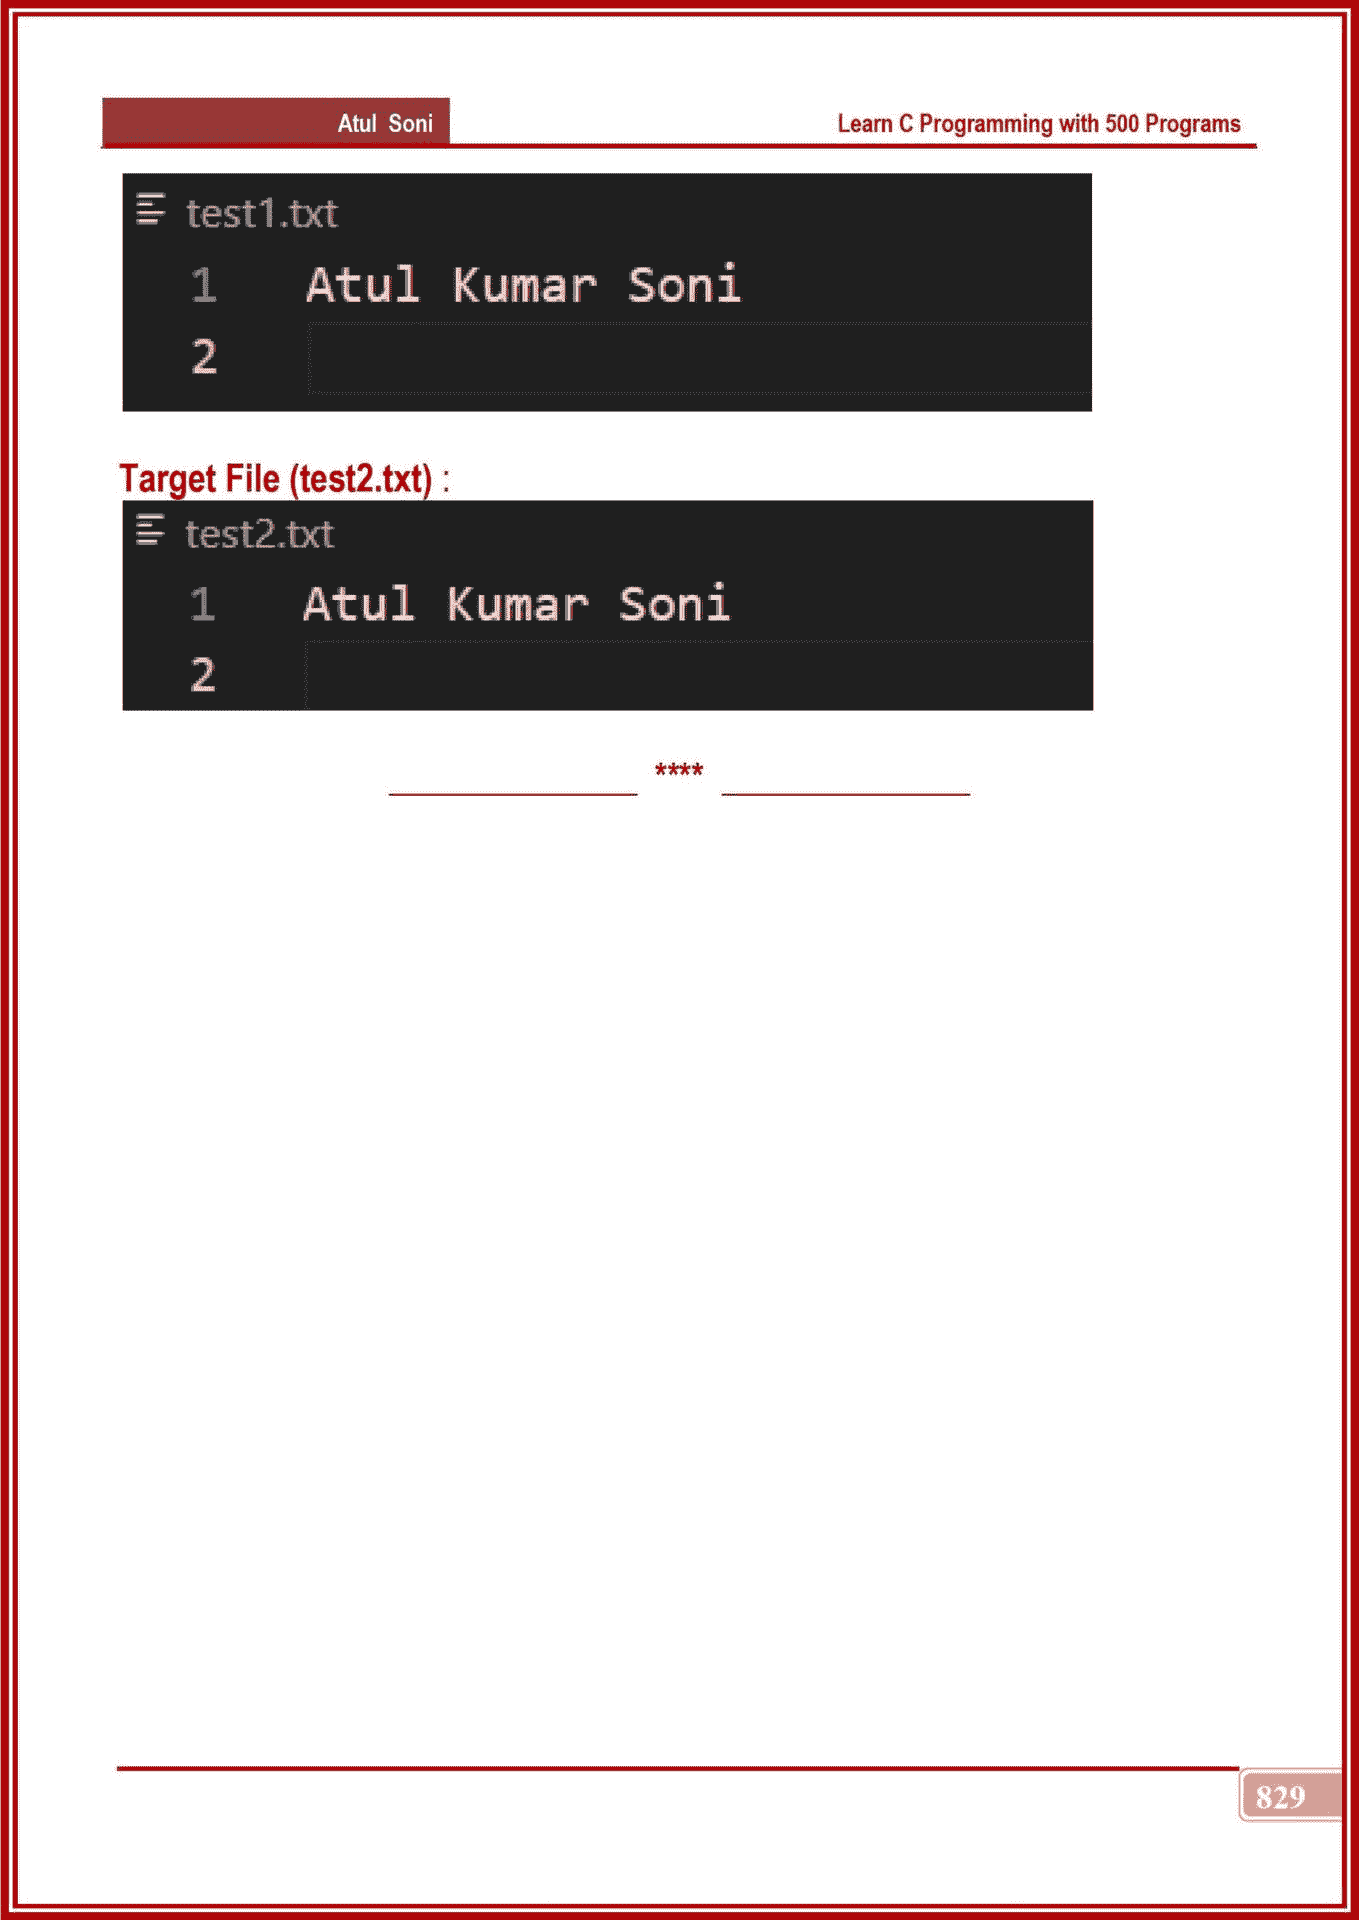 Atul Soni
Learn C Programming with 500 Programs
test1.txt
1 Atul Kumar Soni
2
Target File (test2.txt) :
test2.txt
1 Atul Kumar Soni
2
****
829